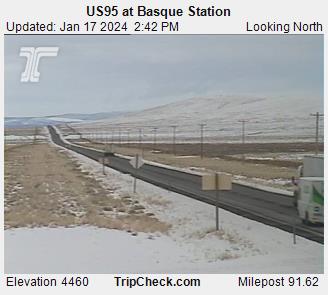 US95 at Basque Station
Updated: Jan 17 2024 2:42 PM Looking North
Elevation 4460 TripCheck.com Milepost 91.62